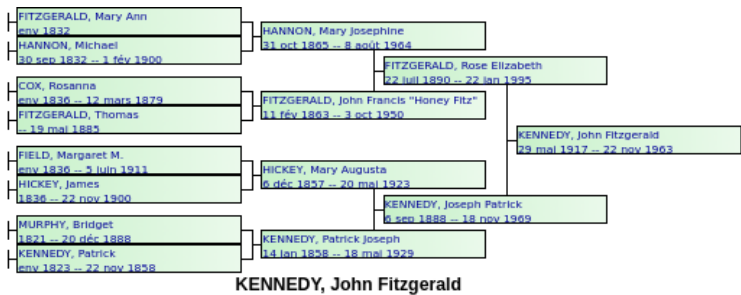 FITZGERALD, Mary Ann
env 1832
HANNON, Michael
30 sep 1832 -- 1 fév 1900
COX, Rosanna
env 1836 -- 12 mars 1879
FITZGERALD, Thomas
-- 19 mai 1885
FIELD, Margaret M.
env 1836 -- 5 juin 1911
HICKEY, James
1836 -- 22 nov 1900
MURPHY, Bridget
1821 -- 20 déc 1888
KENNEDY, Patrick
env 1823 -- 22 nov 1858
HANNON, Mary Josephine
31 oct 1865 -- 8 août 1964
FITZGERALD, John Francis "Honey Fitz"
11 fév 1863 -- 3 oct 1950
HICKEY, Mary Augusta
6 déc 1857 -- 20 mai 1923
KENNEDY, Patrick Joseph
14 jan 1858 -- 18 mai 1929
FITZGERALD, Rose Elizabeth
22 juil 1890 -- 22 jan 1995
KENNEDY, Joseph Patrick
6 sep 1888 -- 18 nov 1969
KENNEDY, John Fitzgerald
29 mai 1917 -- 22 nov 1963
KENNEDY, John Fitzgerald